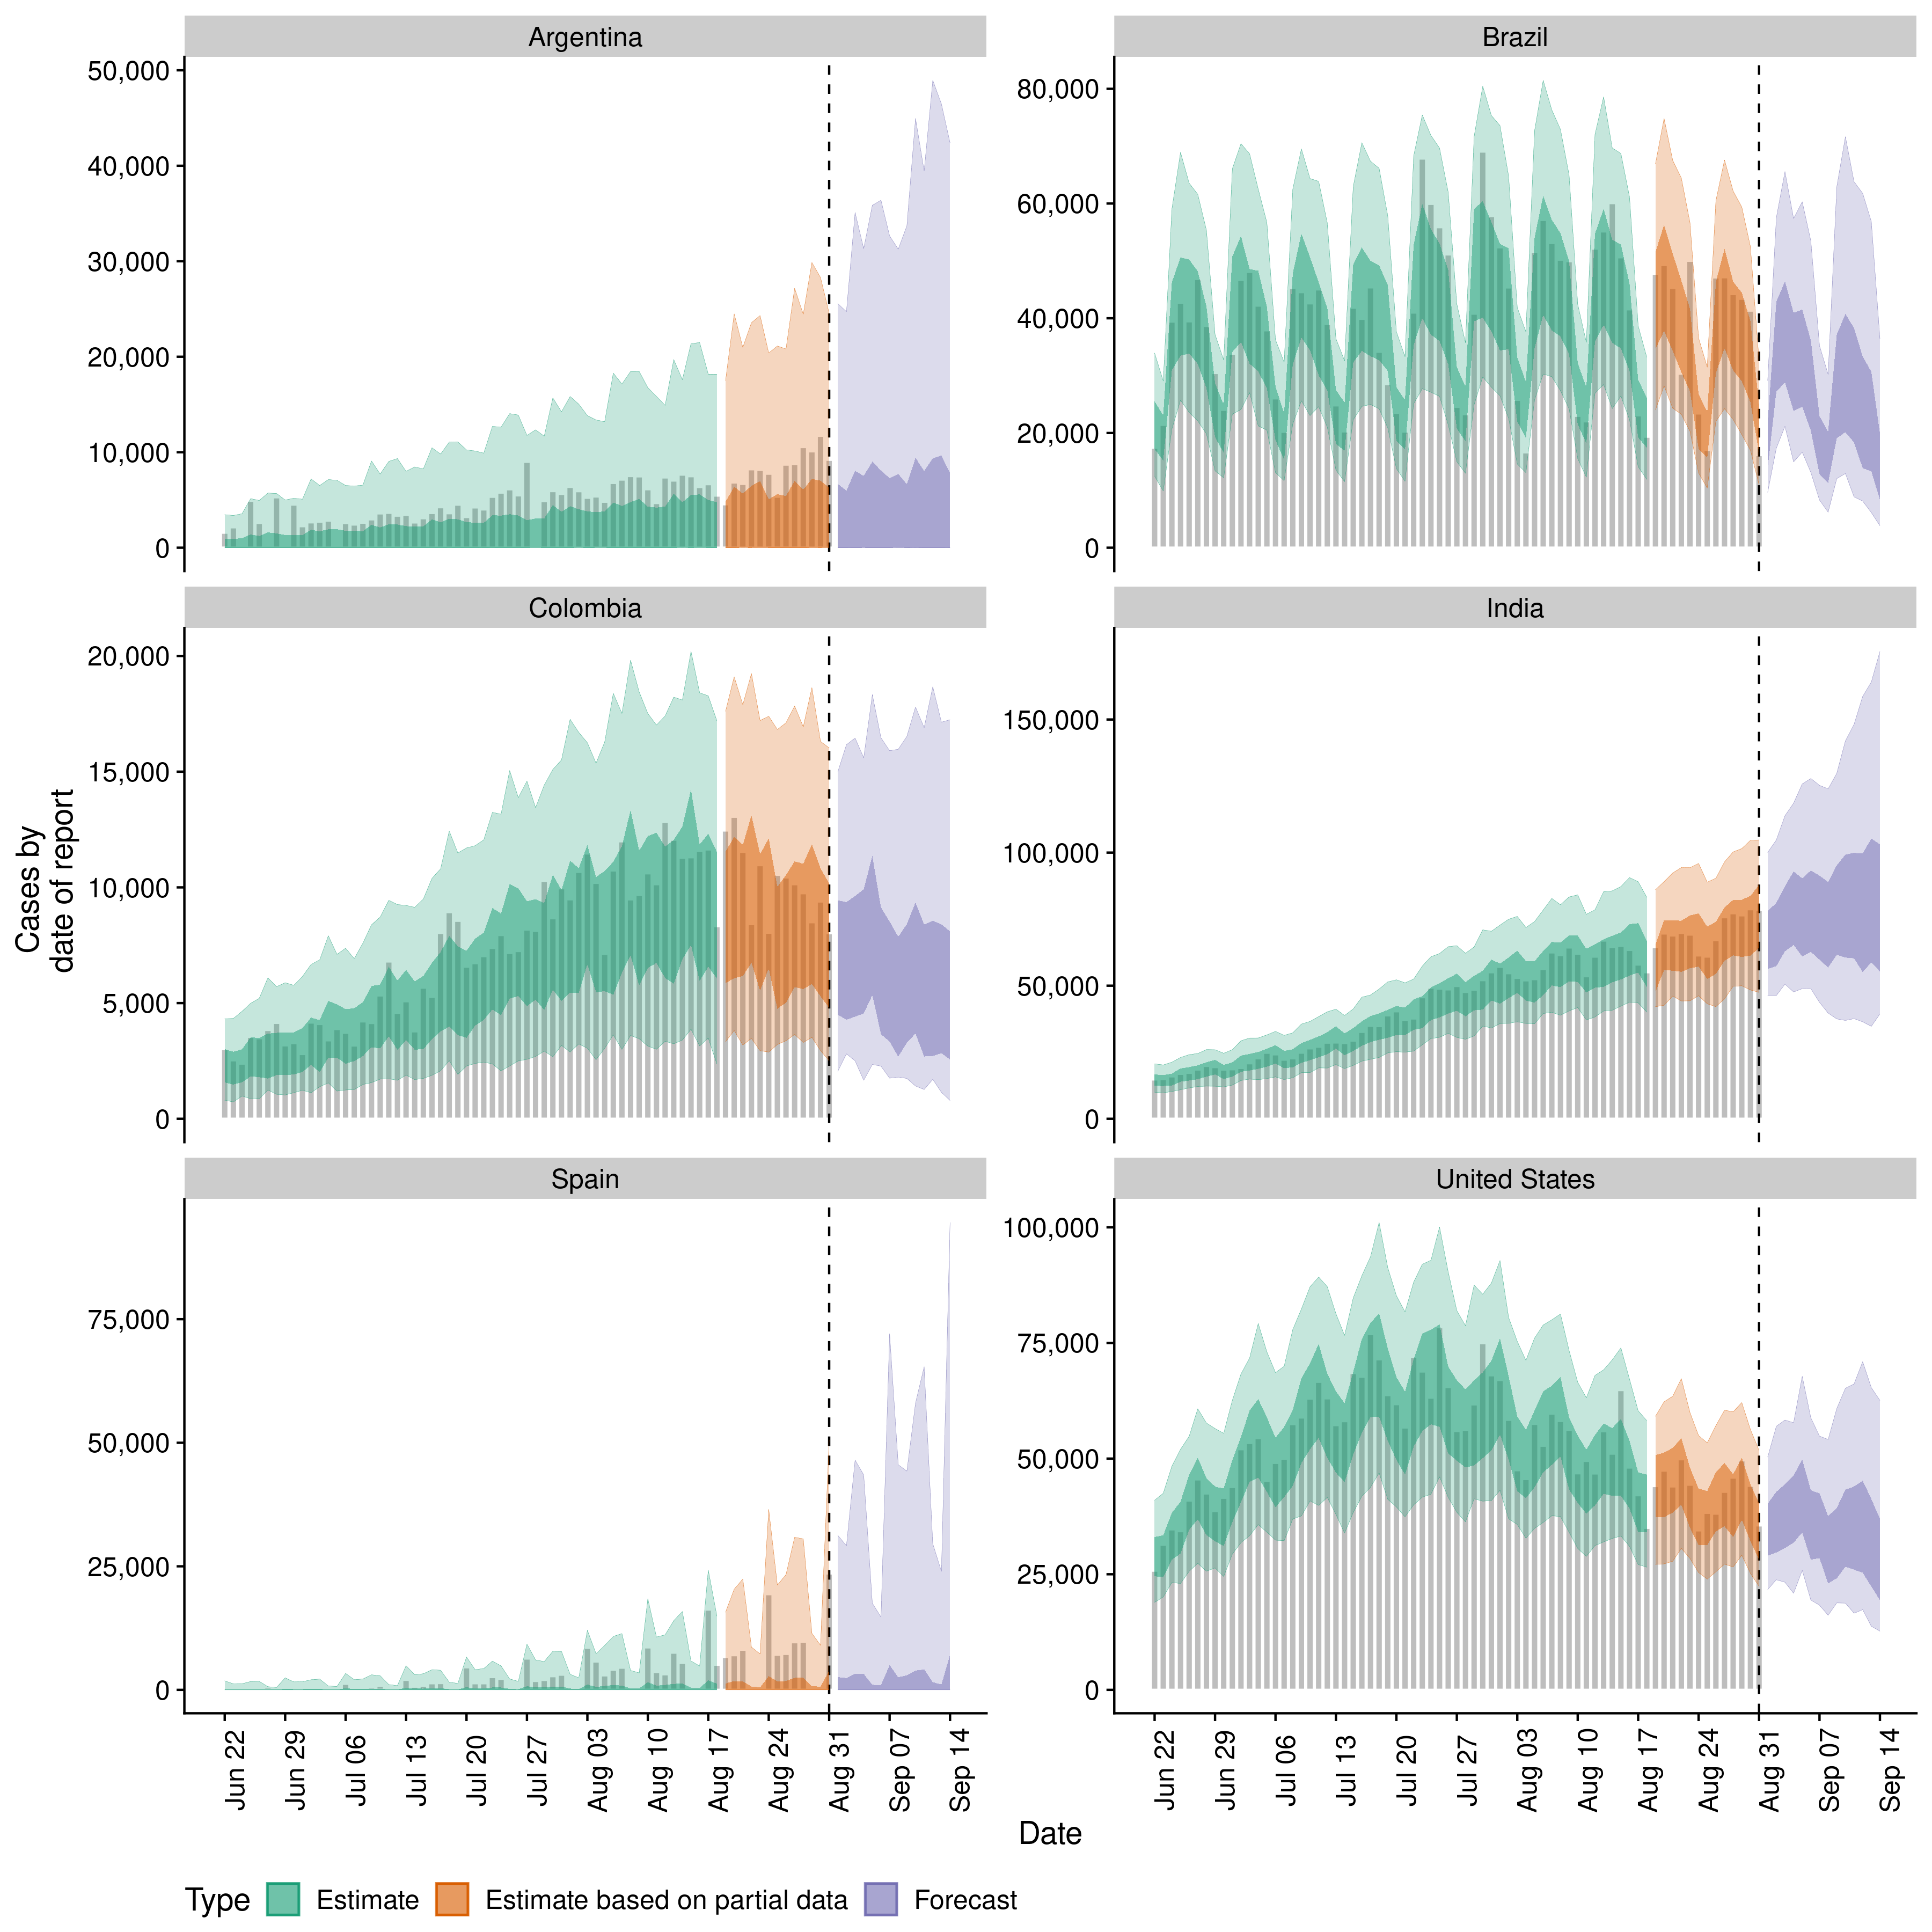 Argentina
Brazil
50,000
40,000
30,000
20,000
10,000
0
80,000
60,000
40,000
20,000
0
Colombia
India
20,000
15,000
10,000
5,000
0
150,000
100,000
50,000
0
Cases by
date of report
Spain
United States
75,000
50,000
25,000
0
100,000
75,000
50,000
25,000
0
Jun 22
Jun 29
Jul 06
Jul 13
Jul 20
Jul 27
Aug 03
Aug 10
Aug 17
Aug 24
Aug 31
Sep 07
Sep 14
Jun 22
Jun 29
Jul 06
Jul 13
Jul 20
Jul 27
Aug 03
Aug 10
Aug 17
Aug 24
Aug 31
Sep 07
Sep 14
Date
Type Estimate Estimate based on partial data Forecast